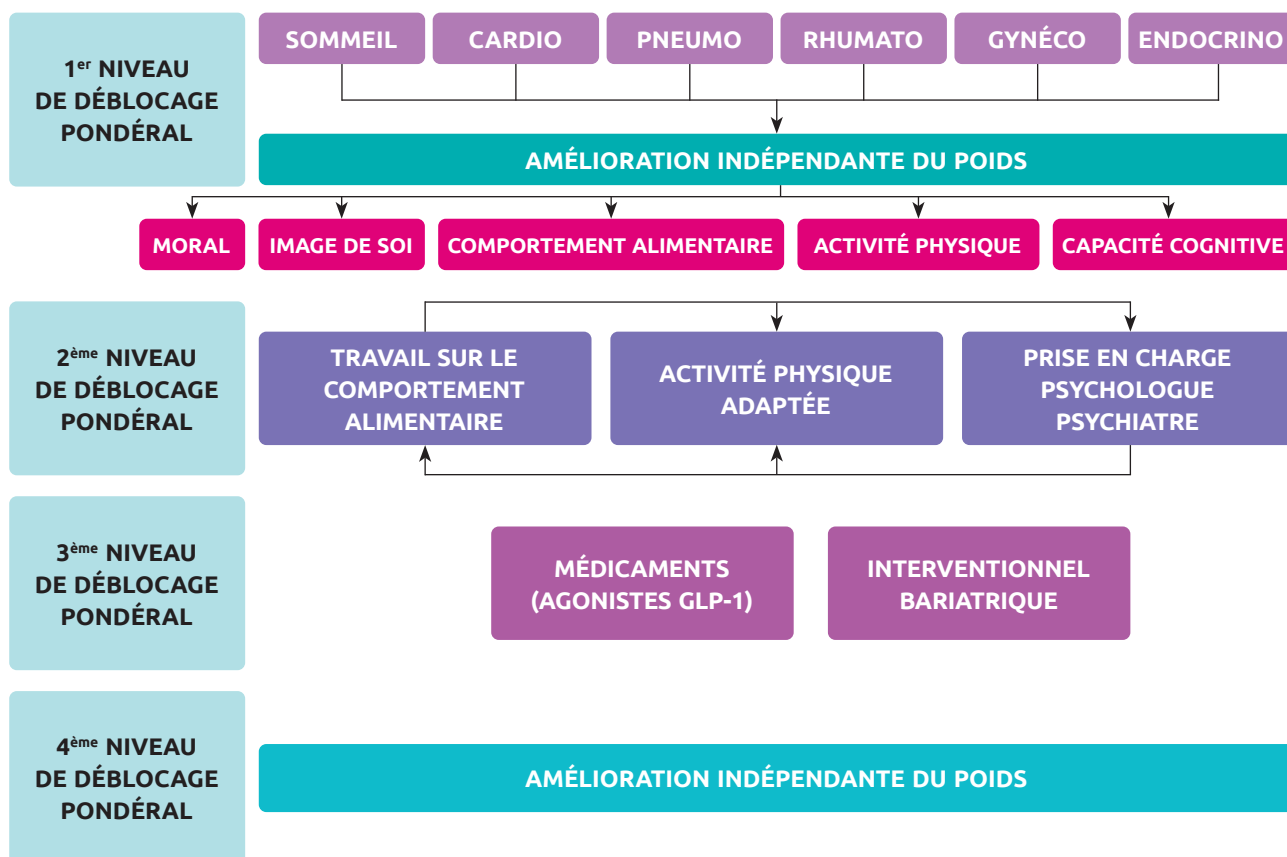 1er NIVEAU
DE DÉBLOCAGE
PONDÉRAL
SOMMEIL
CARDIO
PNEUMO
RHUMATO
GYNÉCO
ENDOCRINO
AMÉLIORATION INDÉPENDANTE DU POIDS
MORAL
IMAGE DE SOI
COMPORTEMENT ALIMENTAIRE
ACTIVITÉ PHYSIQUE
CAPACITÉ COGNITIVE
2ème NIVEAU
DE DÉBLOCAGE
PONDÉRAL
TRAVAIL SUR LE
COMPORTEMENT
ALIMENTAIRE
ACTIVITÉ PHYSIQUE
ADAPTÉE
PRISE EN CHARGE
PSYCHOLOGUE
PSYCHIATRE
3ème NIVEAU
DE DÉBLOCAGE
PONDÉRAL
MÉDICAMENTS
(AGONISTES GLP-1)
INTERVENTIONNEL
BARIATRIQUE
4ème NIVEAU
DE DÉBLOCAGE
PONDÉRAL
AMÉLIORATION INDÉPENDANTE DU POIDS